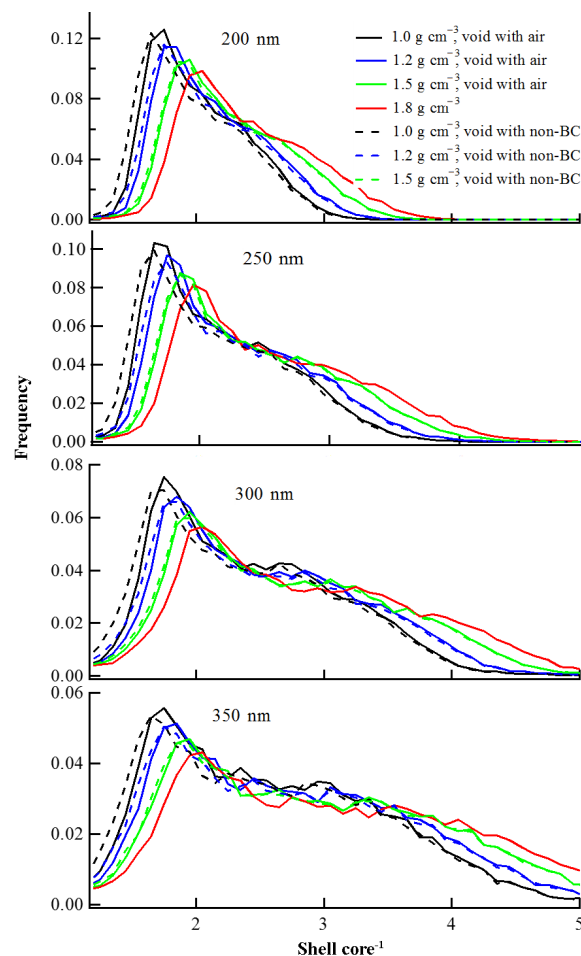 200 nm
1.0 g cm⁻³, void with air
1.2 g cm⁻³, void with air
1.5 g cm⁻³, void with air
1.8 g cm⁻³
1.0 g cm⁻³, void with non-BC
1.2 g cm⁻³, void with non-BC
1.5 g cm⁻³, void with non-BC
0.12
0.08
0.04
0.00
2
3
4
5
250 nm
0.10
0.08
0.06
0.04
0.02
0.00
Frequency
300 nm
0.08
0.06
0.04
0.02
0.00
350 nm
0.06
0.04
0.02
0.00
2
3
4
5
Shell core⁻¹